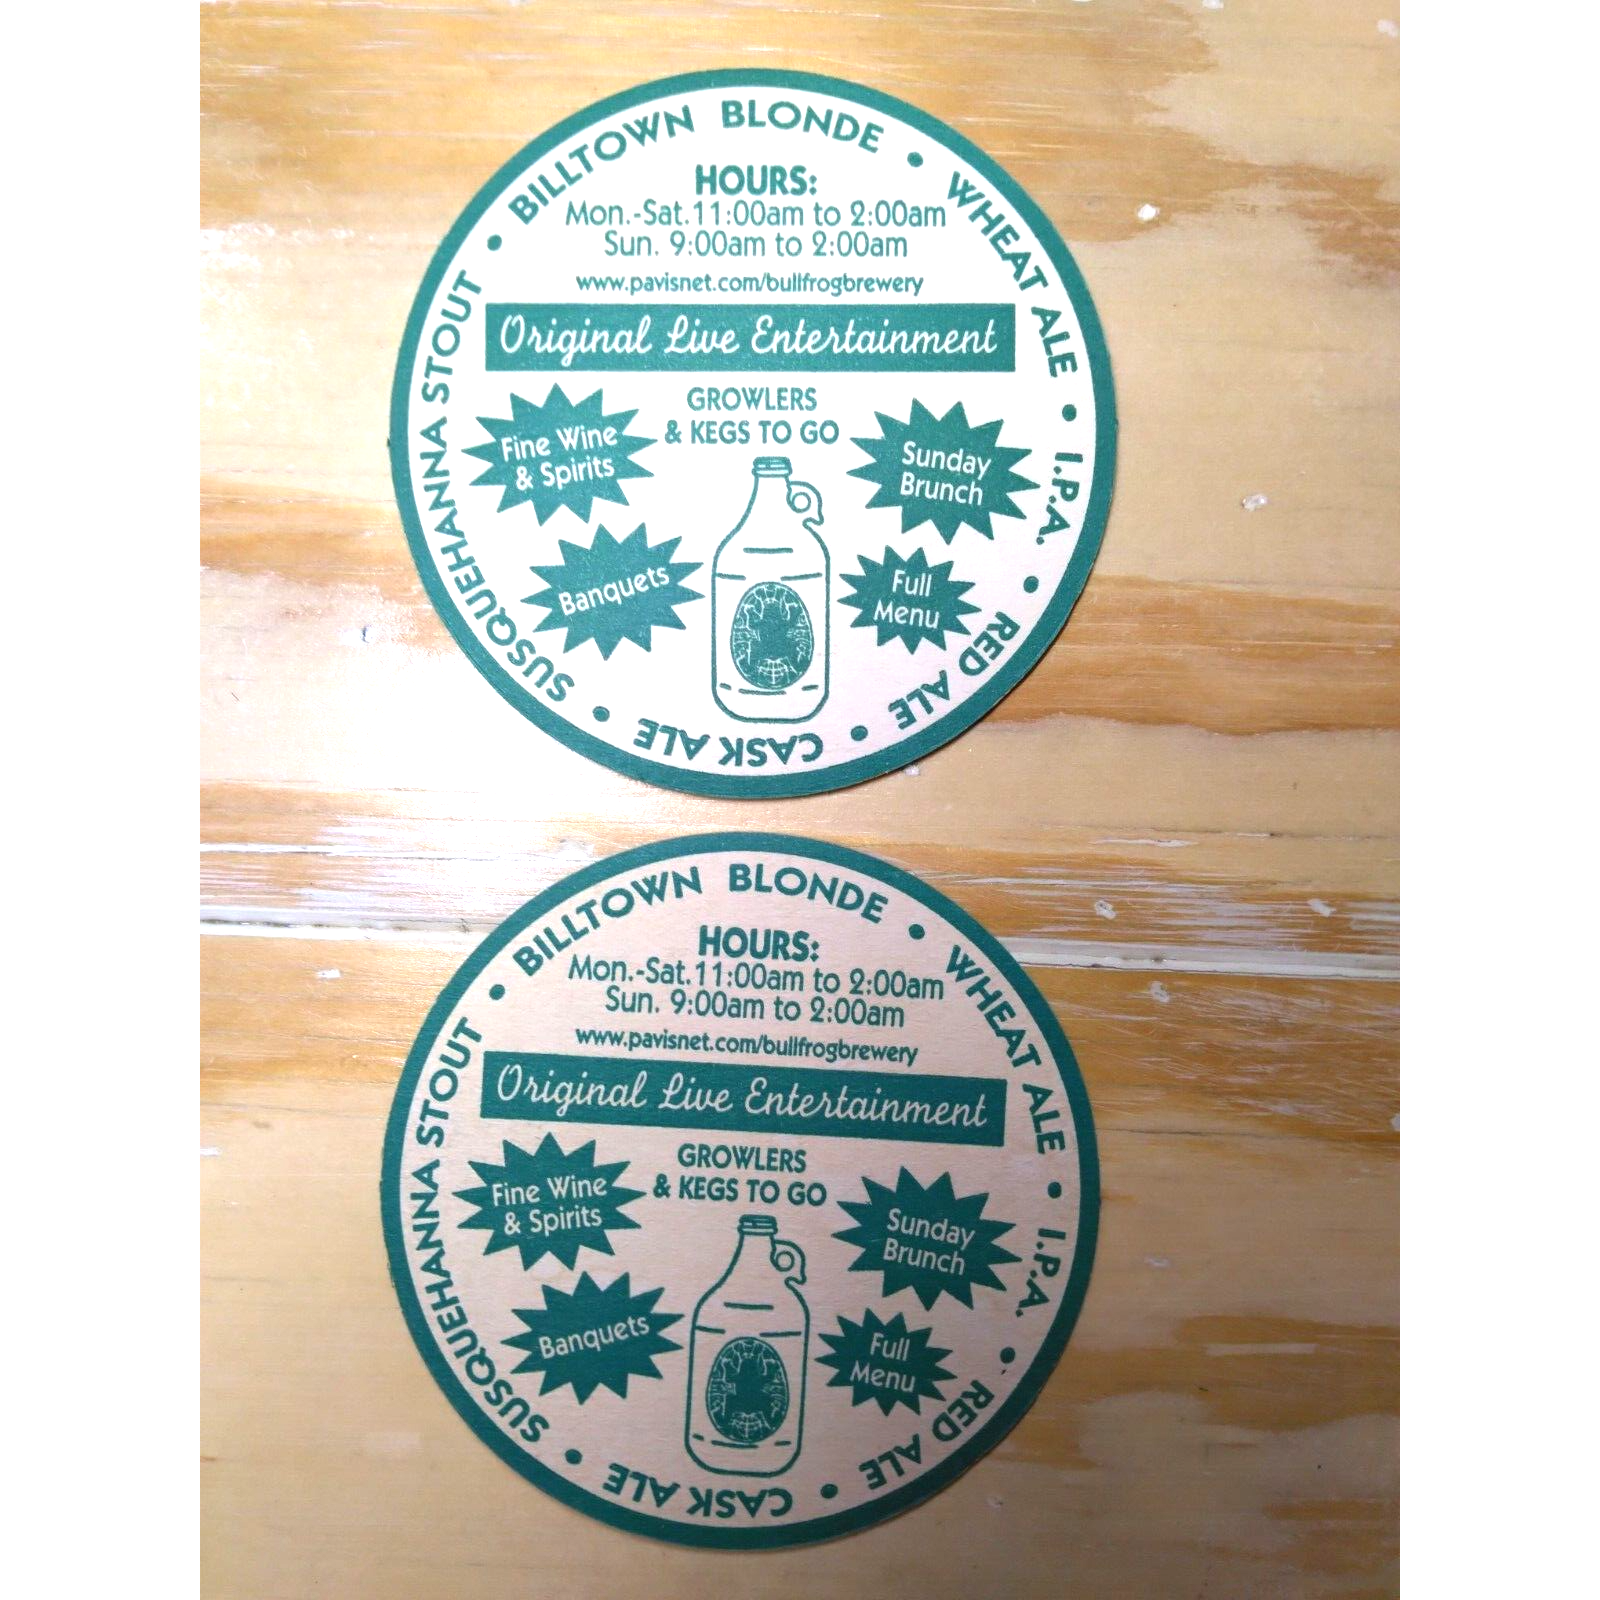 BILLTOWN BLONDE • WHEAT ALE • I.P.A. • RED ALE • CASK ALE • SUSQUEHANNA STOUT •
HOURS:
Mon.-Sat. 11:00am to 2:00am
Sun. 9:00am to 2:00am
www.pavisnet.com/bullfrogbrewery
Original Live Entertainment
GROWLERS
& KEGS TO GO
Fine Wine
& Spirits
Sunday
Brunch
Banquets
Full
Menu
BILLTOWN BLONDE • WHEAT ALE • I.P.A. • RED ALE • CASK ALE • SUSQUEHANNA STOUT •
HOURS:
Mon.-Sat. 11:00am to 2:00am
Sun. 9:00am to 2:00am
www.pavisnet.com/bullfrogbrewery
Original Live Entertainment
GROWLERS
& KEGS TO GO
Fine Wine
& Spirits
Sunday
Brunch
Banquets
Full
Menu